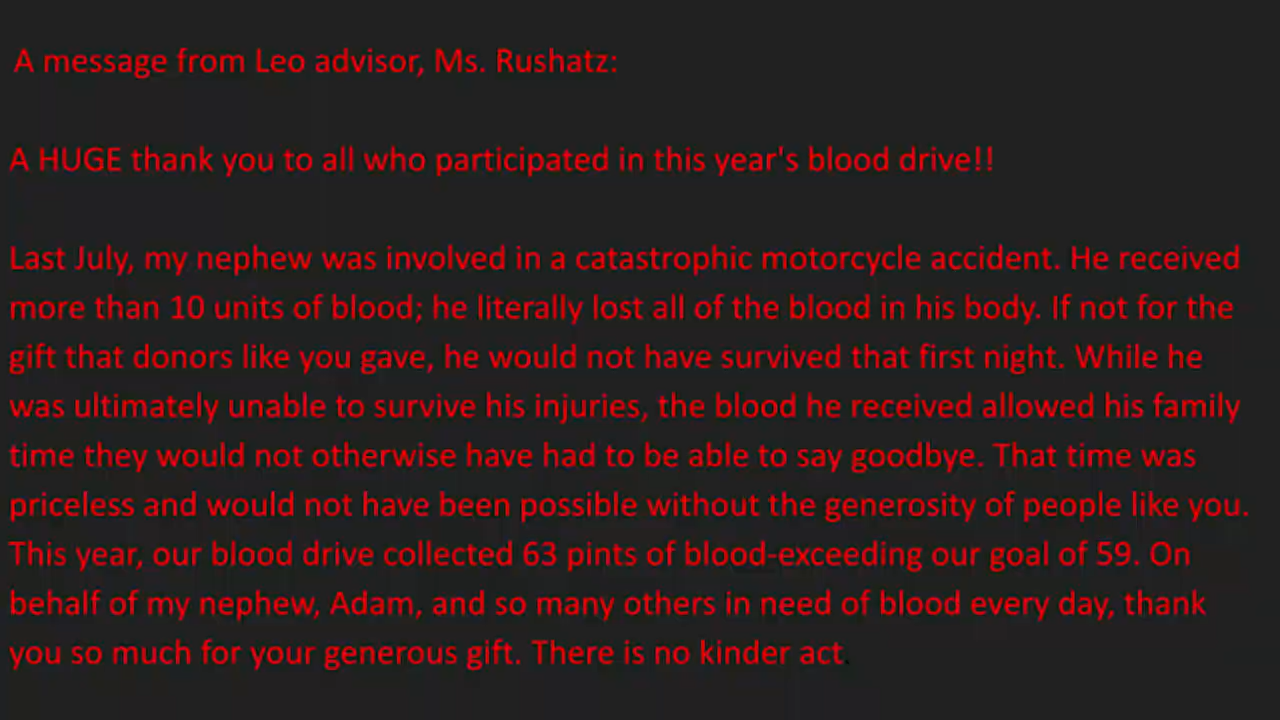 A message from Leo advisor, Ms. Rushatz:
A HUGE thank you to all who participated in this year's blood drive!!
Last July, my nephew was involved in a catastrophic motorcycle accident. He received
more than 10 units of blood; he literally lost all of the blood in his body. If not for the
gift that donors like you gave, he would not have survived that first night. While he
was ultimately unable to survive his injuries, the blood he received allowed his family
time they would not otherwise have had to be able to say goodbye. That time was
priceless and would not have been possible without the generosity of people like you.
This year, our blood drive collected 63 pints of blood-exceeding our goal of 59. On
behalf of my nephew, Adam, and so many others in need of blood every day, thank
you so much for your generous gift. There is no kinder act.